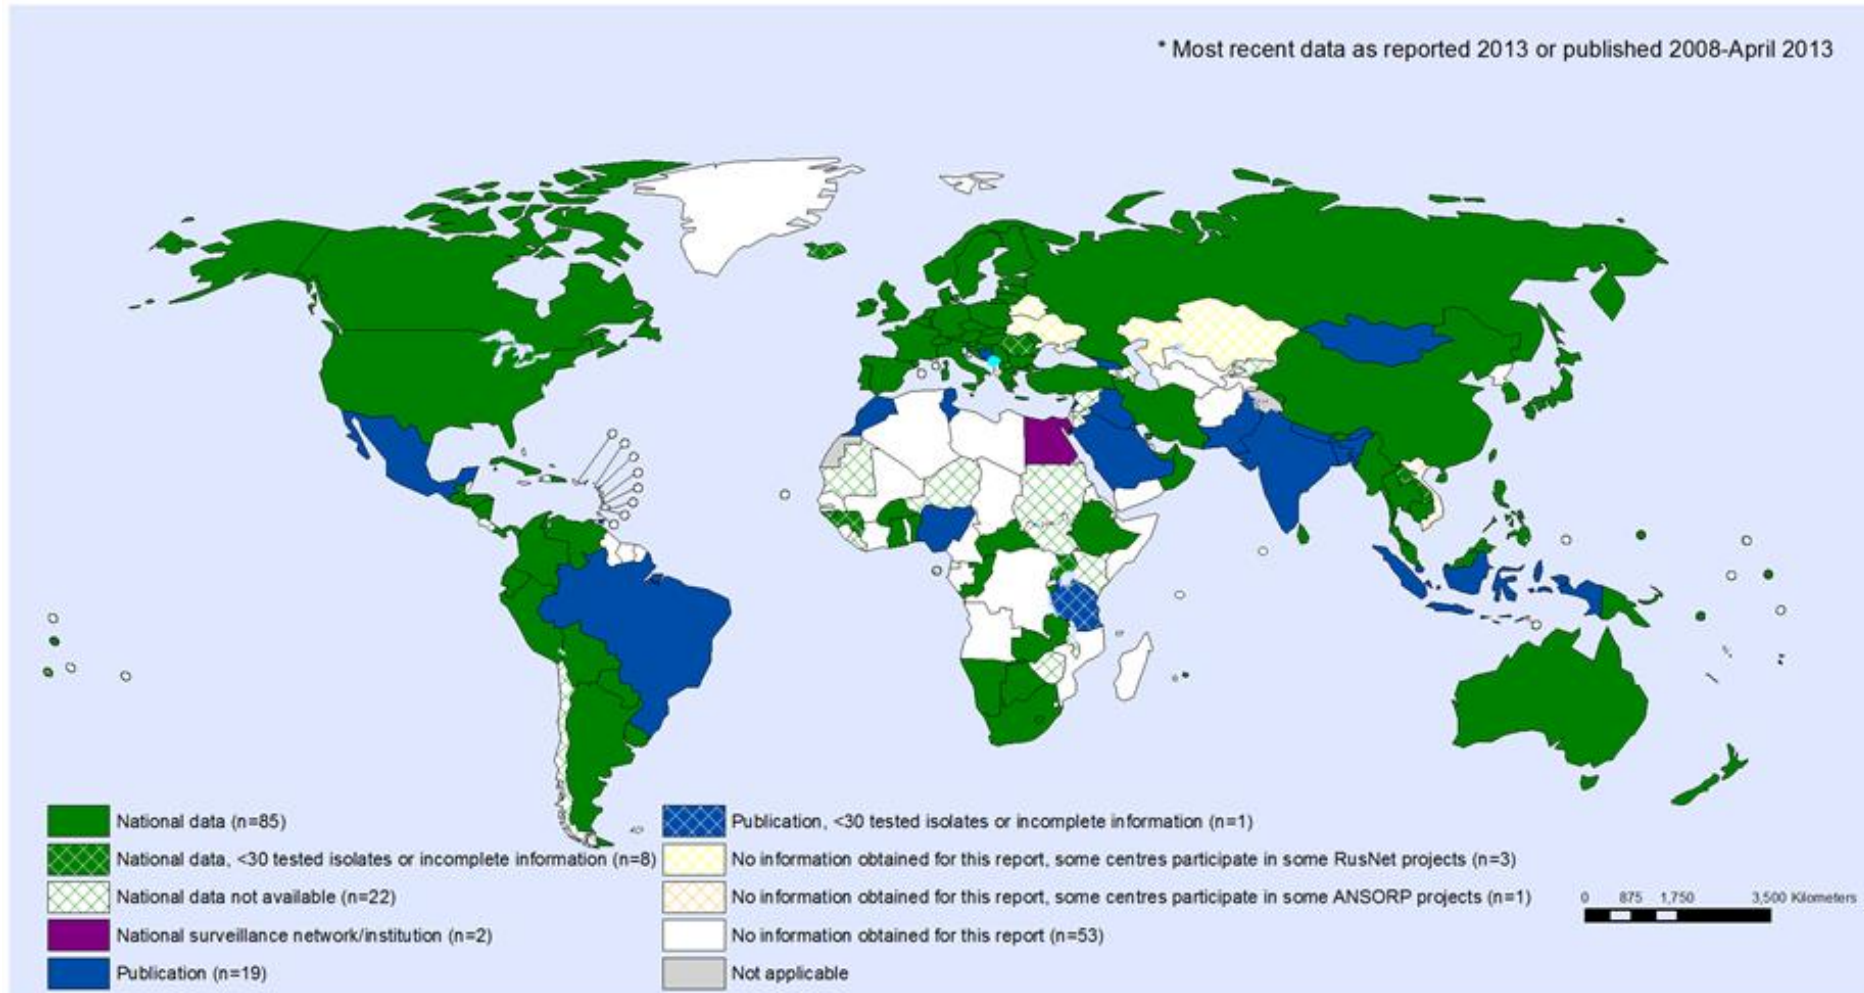 * Most recent data as reported 2013 or published 2008-April 2013
National data (n=85)
National data, <30 tested isolates or incomplete information (n=8)
National data not available (n=22)
National surveillance network/institution (n=2)
Publication (n=19)
Publication, <30 tested isolates or incomplete information (n=1)
No information obtained for this report, some centres participate in some RusNet projects (n=3)
No information obtained for this report, some centres participate in some ANSORP projects (n=1)
No information obtained for this report (n=53)
Not applicable
0 875 1,750 3,500 Kilometers